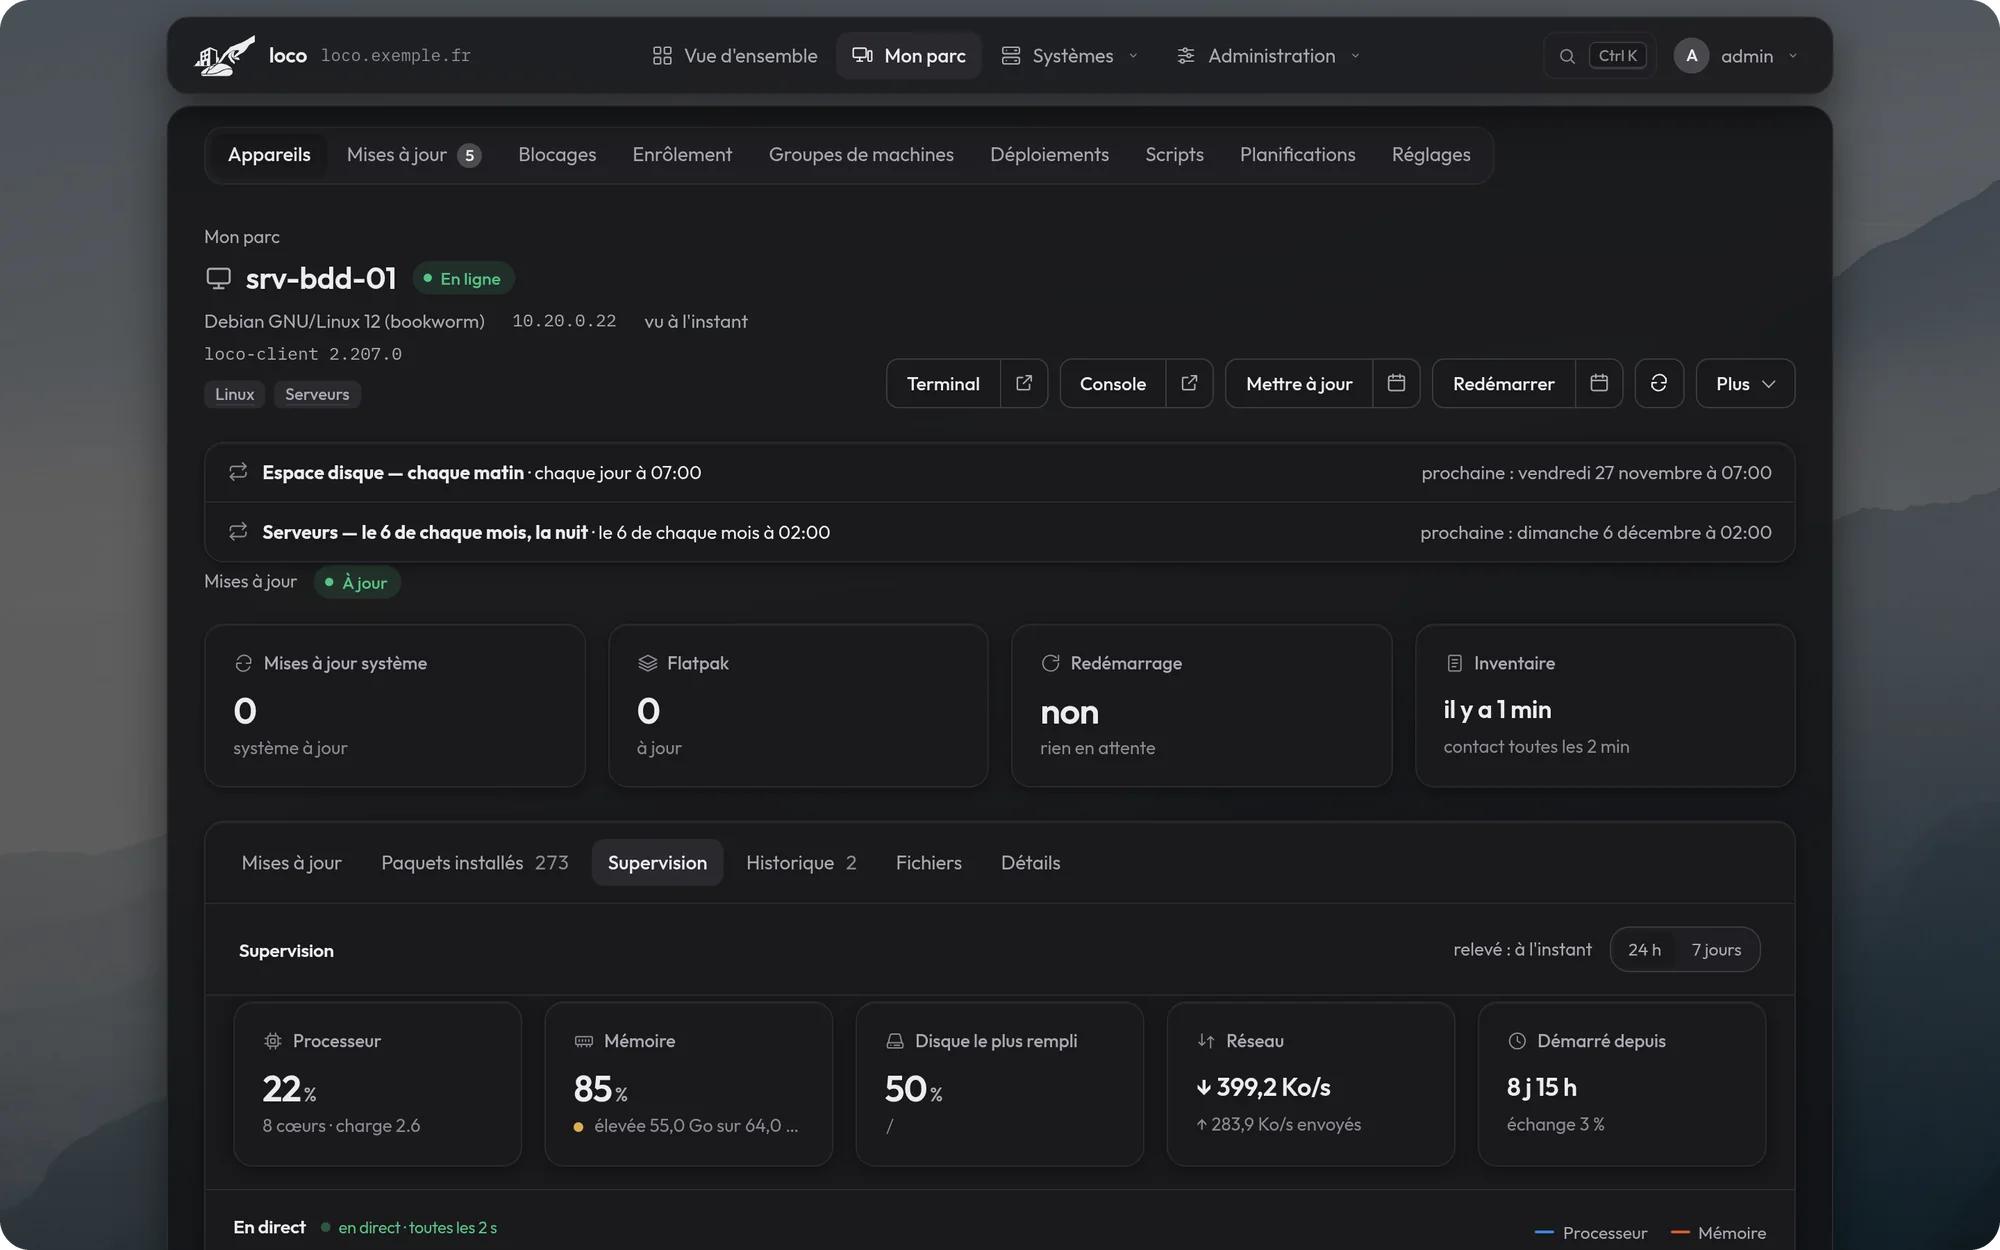 loco loco.exemple.fr Vue d'ensemble Mon parc Systèmes Administration Ctrl K A admin
Appareils Mises à jour 5 Blocages Enrôlement Groupes de machines Déploiements Scripts Planifications Réglages
Mon parc
srv-bdd-01 En ligne
Debian GNU/Linux 12 (bookworm) 10.20.0.22 vu à l'instant
loco-client 2.207.0
Linux Serveurs
Terminal Console Mettre à jour Redémarrer Plus
Espace disque — chaque matin · chaque jour à 07:00 prochaine : vendredi 27 novembre à 07:00
Serveurs — le 6 de chaque mois, la nuit · le 6 de chaque mois à 02:00 prochaine : dimanche 6 décembre à 02:00
Mises à jour À jour
Mises à jour système
0
système à jour
Flatpak
0
à jour
Redémarrage
non
rien en attente
Inventaire
il y a 1 min
contact toutes les 2 min
Mises à jour Paquets installés 273 Supervision Historique 2 Fichiers Détails
Supervision relevé : à l'instant 24 h 7 jours
Processeur
22 %
8 cœurs · charge 2.6
Mémoire
85 %
élevée 55,0 Go sur 64,0 ...
Disque le plus rempli
50 %
/
Réseau
↓ 399,2 Ko/s
↑ 283,9 Ko/s envoyés
Démarré depuis
8 j 15 h
échange 3 %
En direct en direct · toutes les 2 s Processeur Mémoire